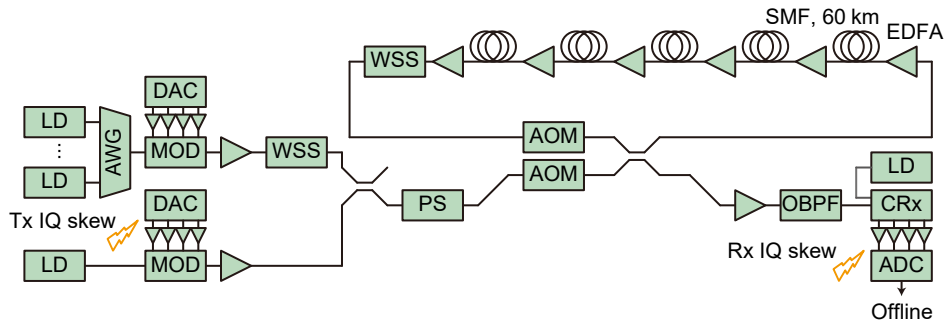 SMF, 60 km
EDFA
WSS
DAC
LD
AWG
MOD
WSS
AOM
LD
AOM
LD
DAC
PS
OBPF
CRx
Tx IQ skew
Rx IQ skew
LD
MOD
ADC
Offline